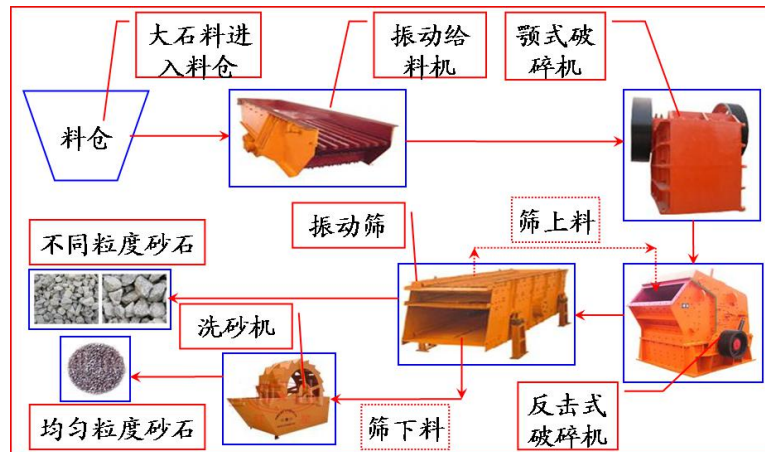 大石料进
入料仓
振动给
料机
颚式破
碎机
料仓
不同粒度砂石
振动筛
筛上料
洗砂机
均匀粒度砂石
筛下料
反击式
破碎机